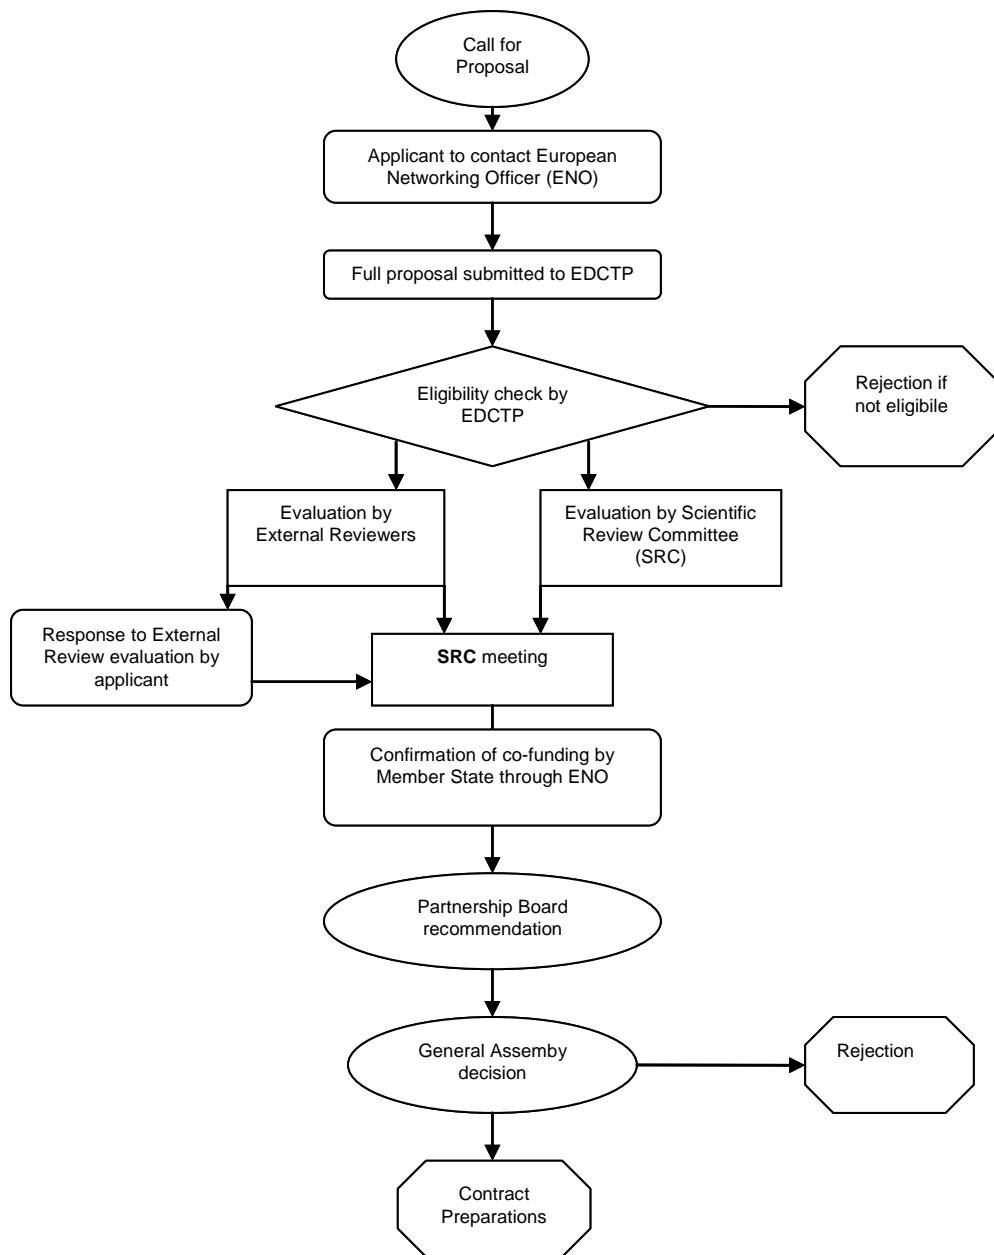 Call for
Proposal
Applicant to contact European
Networking Officer (ENO)
Full proposal submitted to EDCTP
Eligibility check by
EDCTP
Rejection if
not eligibile
Evaluation by
External Reviewers
Evaluation by Scientific
Review Committee
(SRC)
Response to External
Review evaluation by
applicant
SRC meeting
Confirmation of co-funding by
Member State through ENO
Partnership Board
recommendation
General Assemby
decision
Rejection
Contract
Preparations